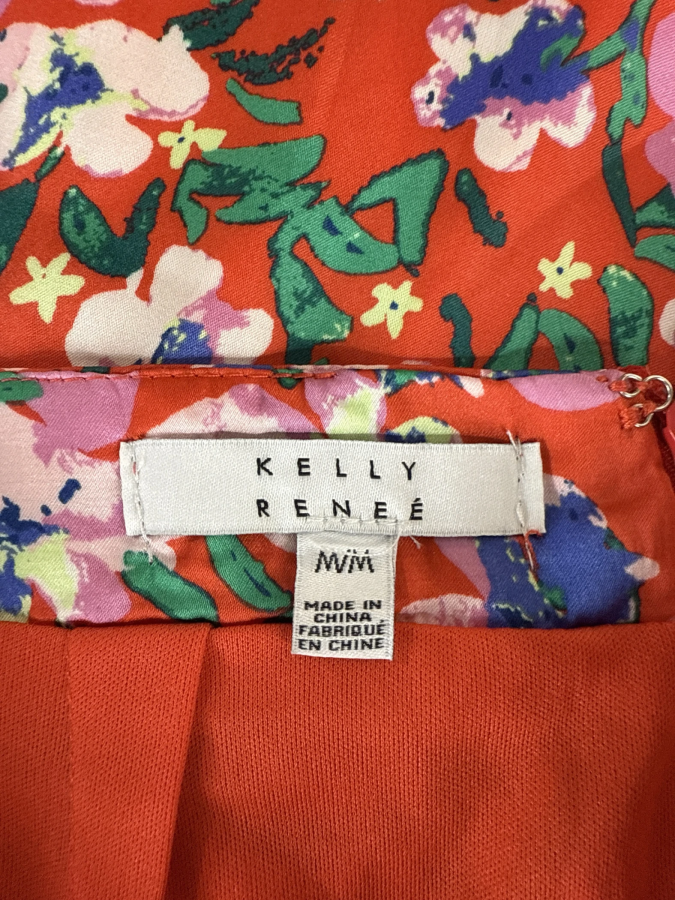 KELLY
RENEÉ
M/M
MADE IN
CHINA
FABRIQUÉ
EN CHINE